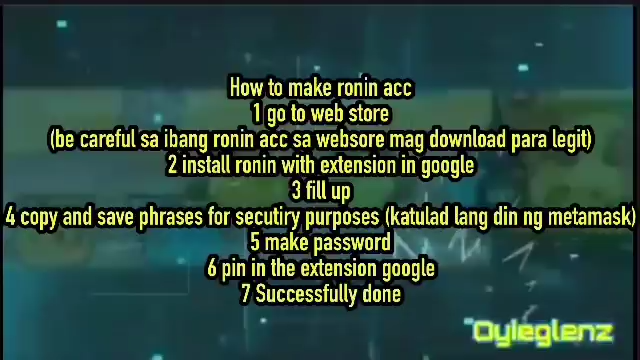 How to make ronin acc
1 go to web store
(be careful sa ibang ronin acc sa websore mag download para legit)
2 install ronin with extension in google
3 fill up
4 copy and save phrases for secutiry purposes (katulad lang din ng metamask)
5 make password
6 pin in the extension google
7 Successfully done
Oyleglenz